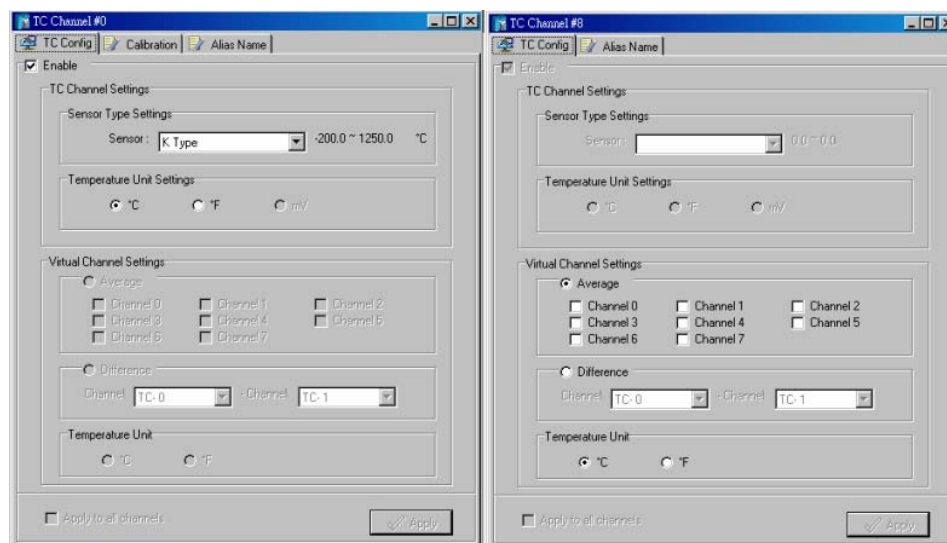 TC Channel #0
TC Config Calibration Alias Name
Enable
TC Channel Settings
Sensor Type Settings
Sensor : K Type -200.0 ~ 1250.0 °C
Temperature Unit Settings
°C °F mV
Virtual Channel Settings
Average
Channel 0 Channel 1 Channel 2
Channel 3 Channel 4 Channel 5
Channel 6 Channel 7
Difference
Channel TC- 0 - Channel TC- 1
Temperature Unit
°C °F
Apply to all channels Apply
TC Channel #8
TC Config Alias Name
Enable
TC Channel Settings
Sensor Type Settings
Sensor: 0.0 ~ 0.0
Temperature Unit Settings
°C °F mV
Virtual Channel Settings
Average
Channel 0 Channel 1 Channel 2
Channel 3 Channel 4 Channel 5
Channel 6 Channel 7
Difference
Channel TC- 0 - Channel TC- 1
Temperature Unit
°C °F
Apply to all channels Apply